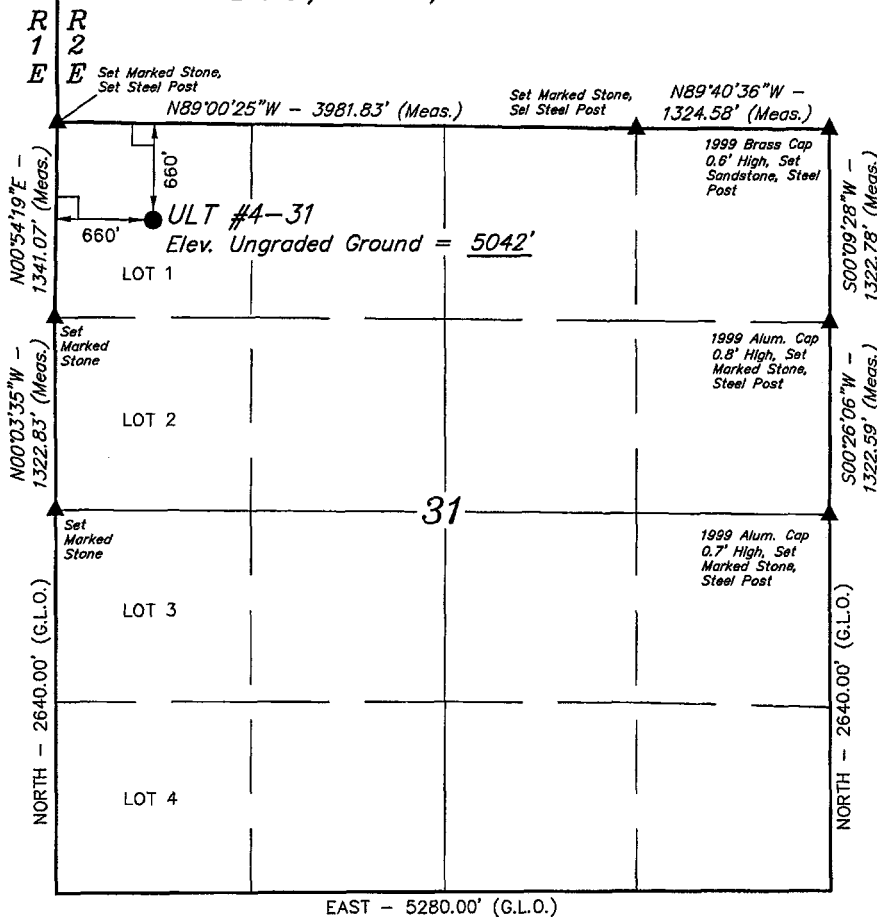 R R
1 2
E E
Set Marked Stone,
Set Steel Post
N89°00'25"W - 3981.83' (Meas.)
Set Marked Stone,
Set Steel Post
N89°40'36"W -
1324.58' (Meas.)
1999 Brass Cap
0.6' High, Set
Sandstone, Steel
Post
N00°54'19"E -
1341.07' (Meas.)
660'
660'
ULT #4-31
Elev. Ungraded Ground = 5042'
LOT 1
S00°09'28"W -
1322.78' (Meas.)
Set
Marked
Stone
1999 Alum. Cap
0.8' High, Set
Marked Stone,
Steel Post
N00°03'35"W -
1322.83' (Meas.)
LOT 2
S00°26'06"W -
1322.59' (Meas.)
31
Set
Marked
Stone
1999 Alum. Cap
0.7' High, Set
Marked Stone,
Steel Post
LOT 3
NORTH - 2640.00' (G.L.O.)
NORTH - 2640.00' (G.L.O.)
LOT 4
EAST - 5280.00' (G.L.O.)